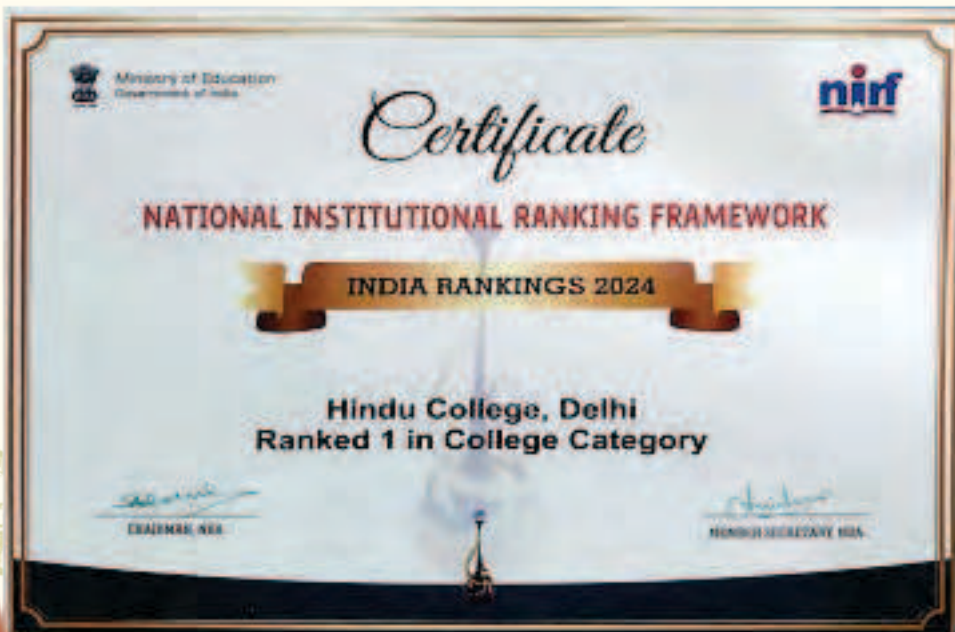 Ministry of Education
Government of India
nirf
Certificate
NATIONAL INSTITUTIONAL RANKING FRAMEWORK
INDIA RANKINGS 2024
Hindu College, Delhi
Ranked 1 in College Category
CHAIRMAN, NBA
MEMBER SECRETARY, NBA